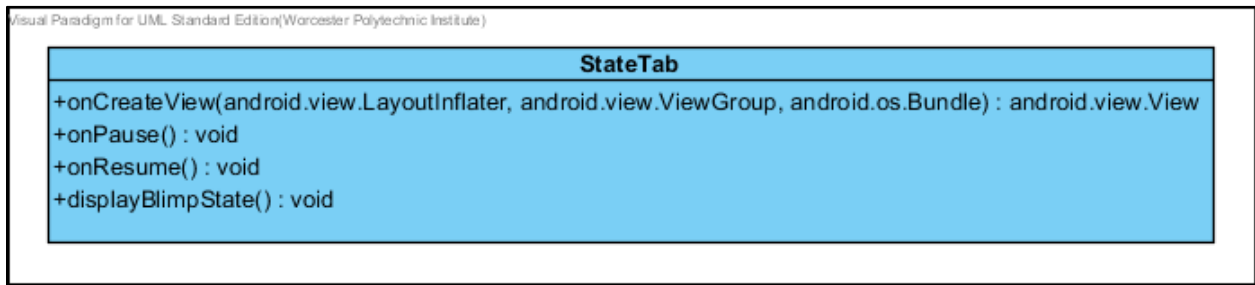 Visual Paradigm for UML Standard Edition(Worcester Polytechnic Institute)
StateTab
+onCreateView(android.view.LayoutInflater, android.view.ViewGroup, android.os.Bundle) : android.view.View
+onPause() : void
+onResume() : void
+displayBlimpState() : void